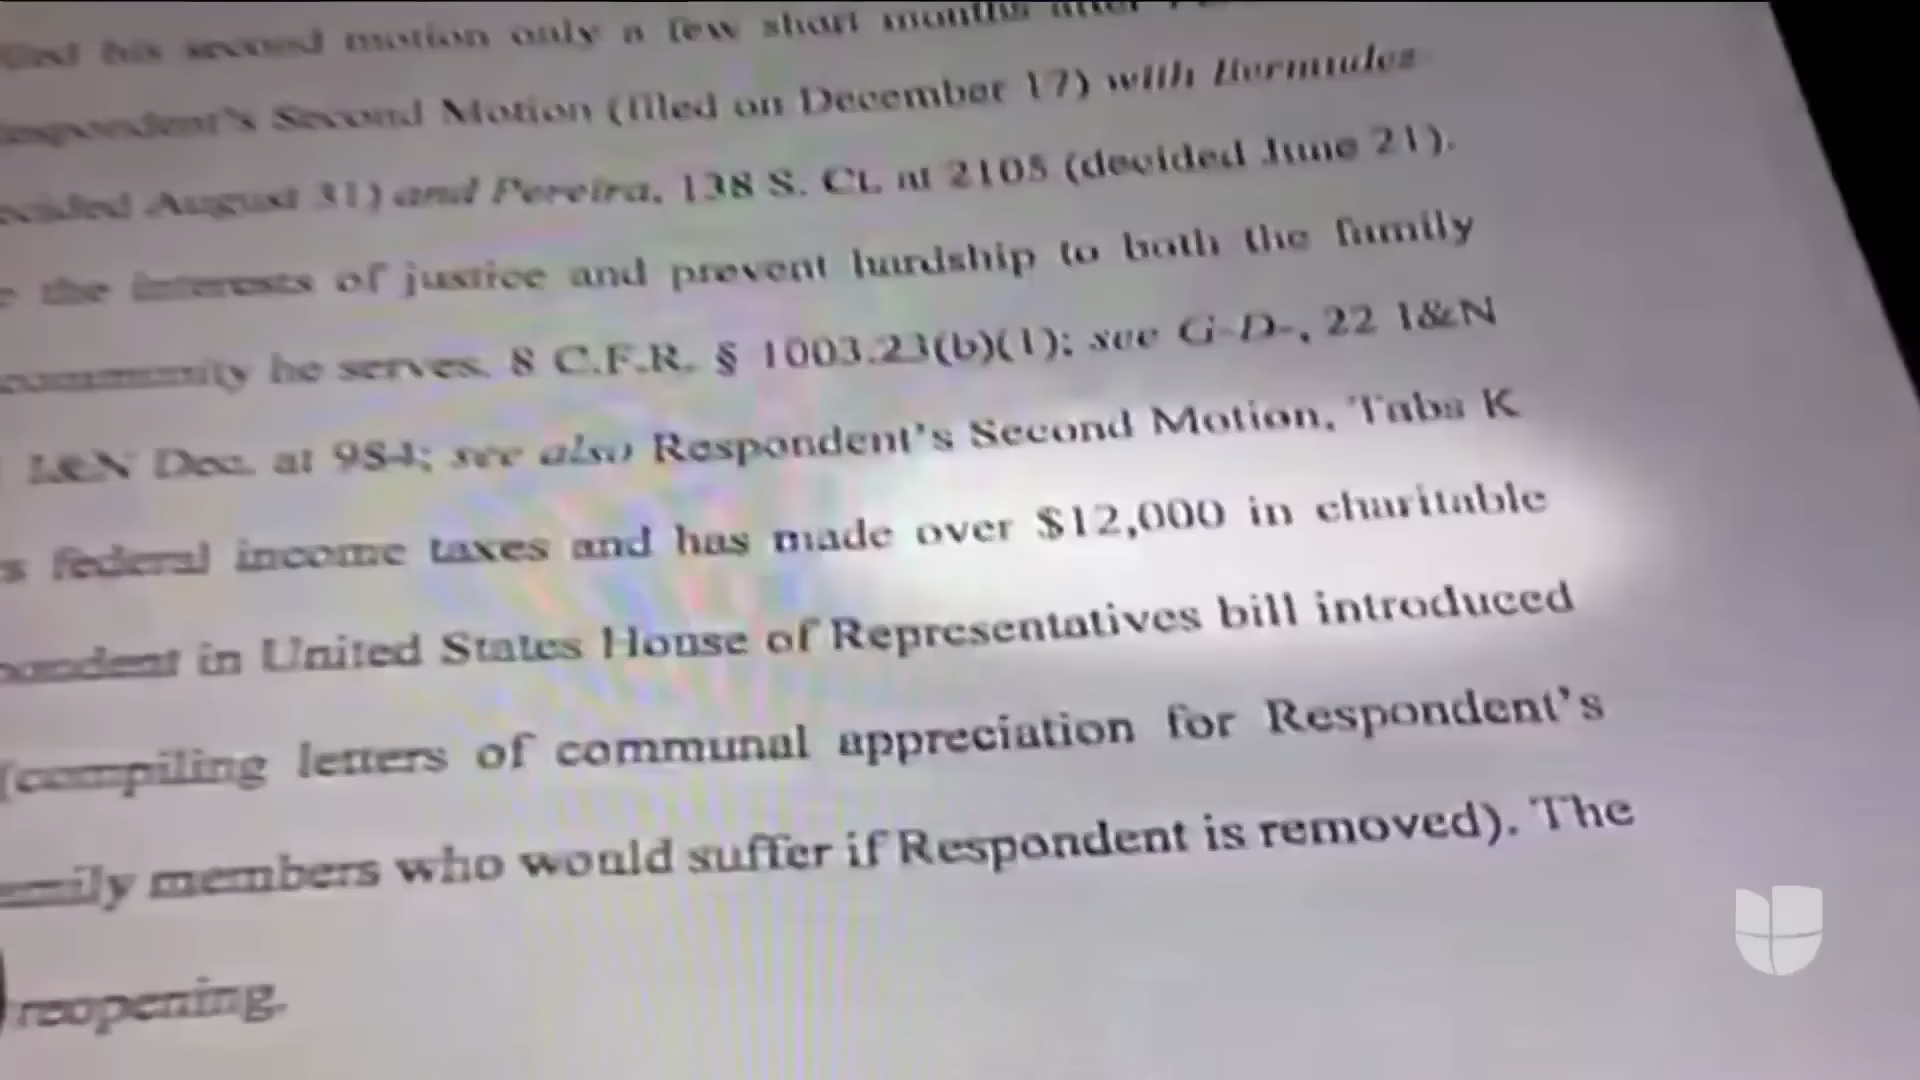 filed his second motion only a few short months after
Respondent's Second Motion (filed on December 17) with Bermudez
decided August 31) and Pereira, 138 S. Ct. at 2105 (decided June 21).
the interests of justice and prevent hardship to both the family
community he serves. 8 C.F.R. § 1003.23(b)(1); see G-D-, 22 I&N
I&N Dec. at 984; see also Respondent's Second Motion, Tabs K
s federal income taxes and has made over $12,000 in charitable
pondent in United States House of Representatives bill introduced
(compiling letters of communal appreciation for Respondent's
amily members who would suffer if Respondent is removed). The
reopening.